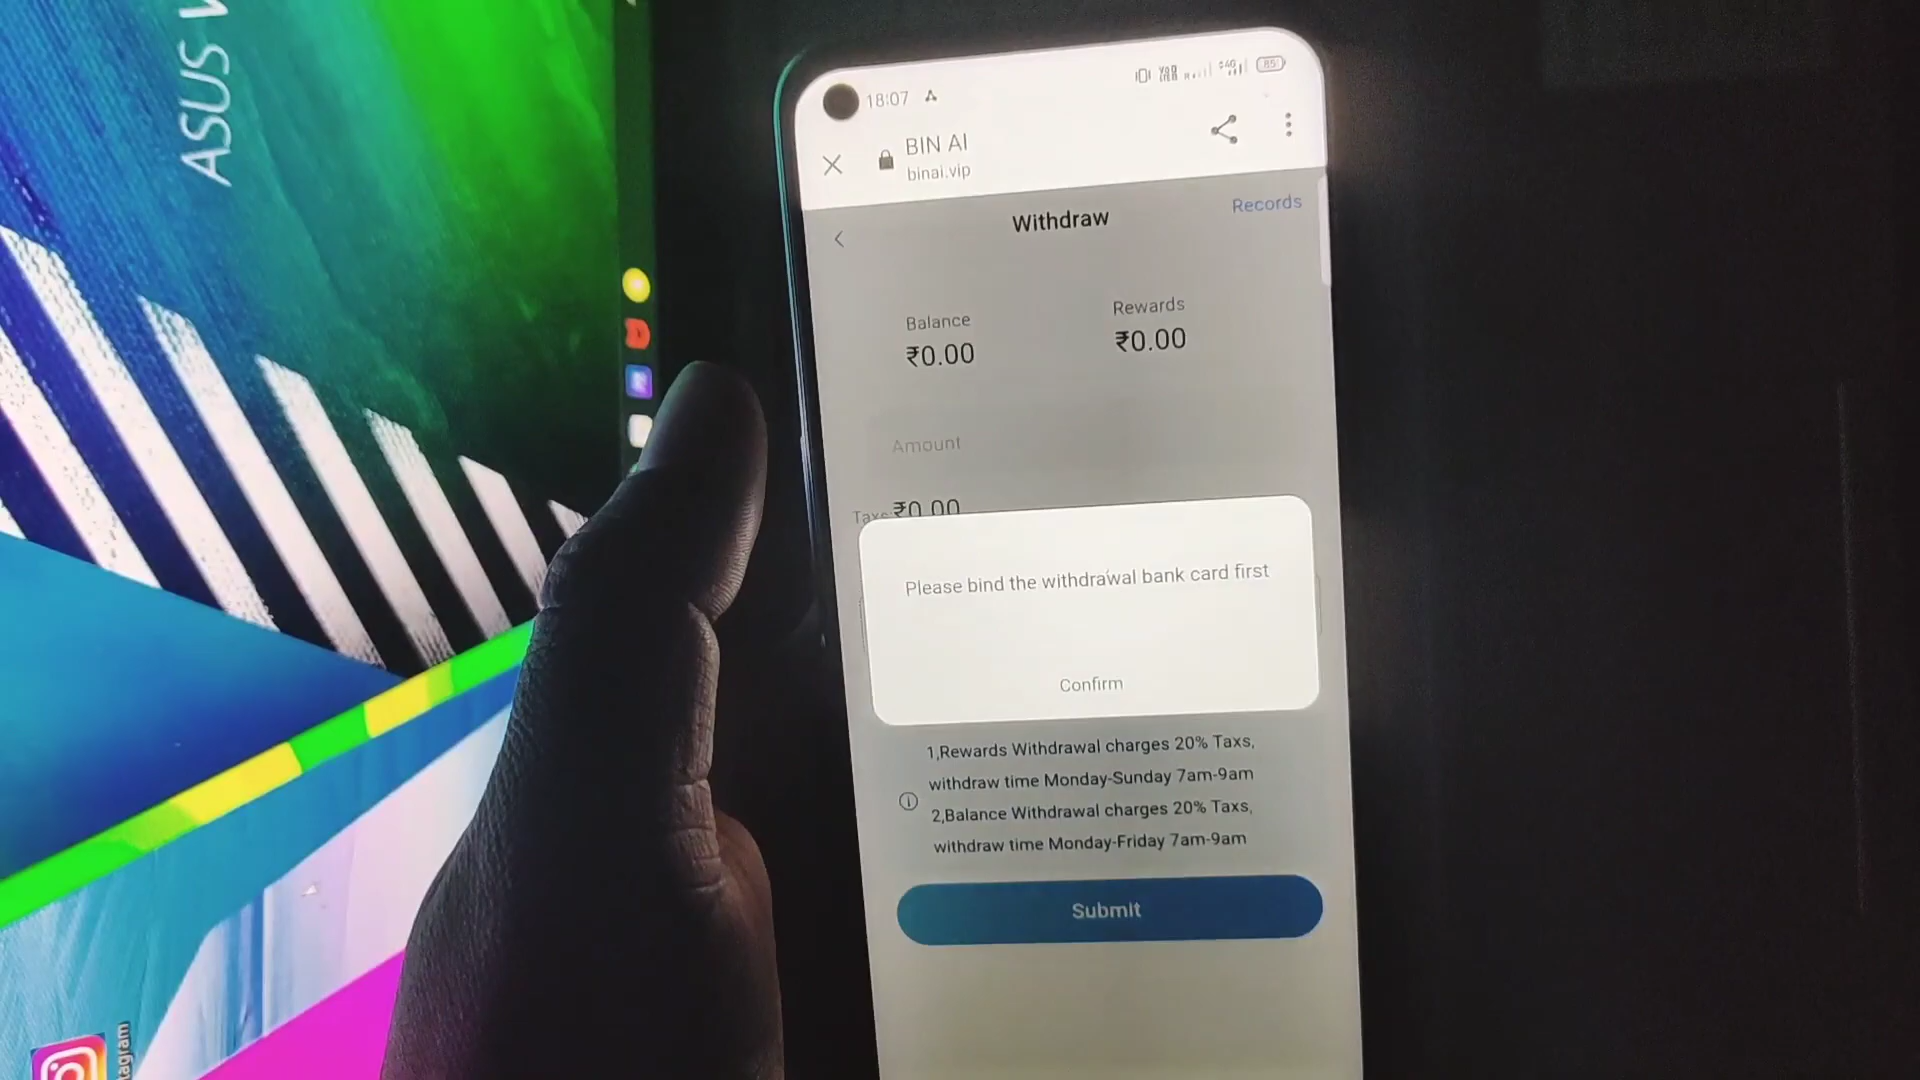 ASUS
18:07
85
BIN AI
binai.vip
Withdraw
Records
Balance
Rewards
₹0.00
₹0.00
Amount
₹0.00
Please bind the withdrawal bank card first
Confirm
1,Rewards Withdrawal charges 20% Taxs,
withdraw time Monday-Sunday 7am-9am
2,Balance Withdrawal charges 20% Taxs,
withdraw time Monday-Friday 7am-9am
Submit
tagram